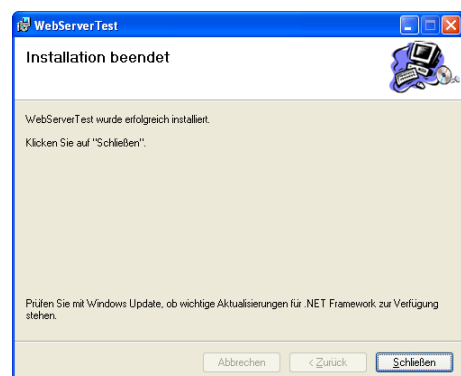 WebServerTest
Installation beendet
WebServerTest wurde erfolgreich installiert.
Klicken Sie auf "Schließen".
Prüfen Sie mit Windows Update, ob wichtige Aktualisierungen für .NET Framework zur Verfügung
stehen.
Abbrechen < Zurück Schließen